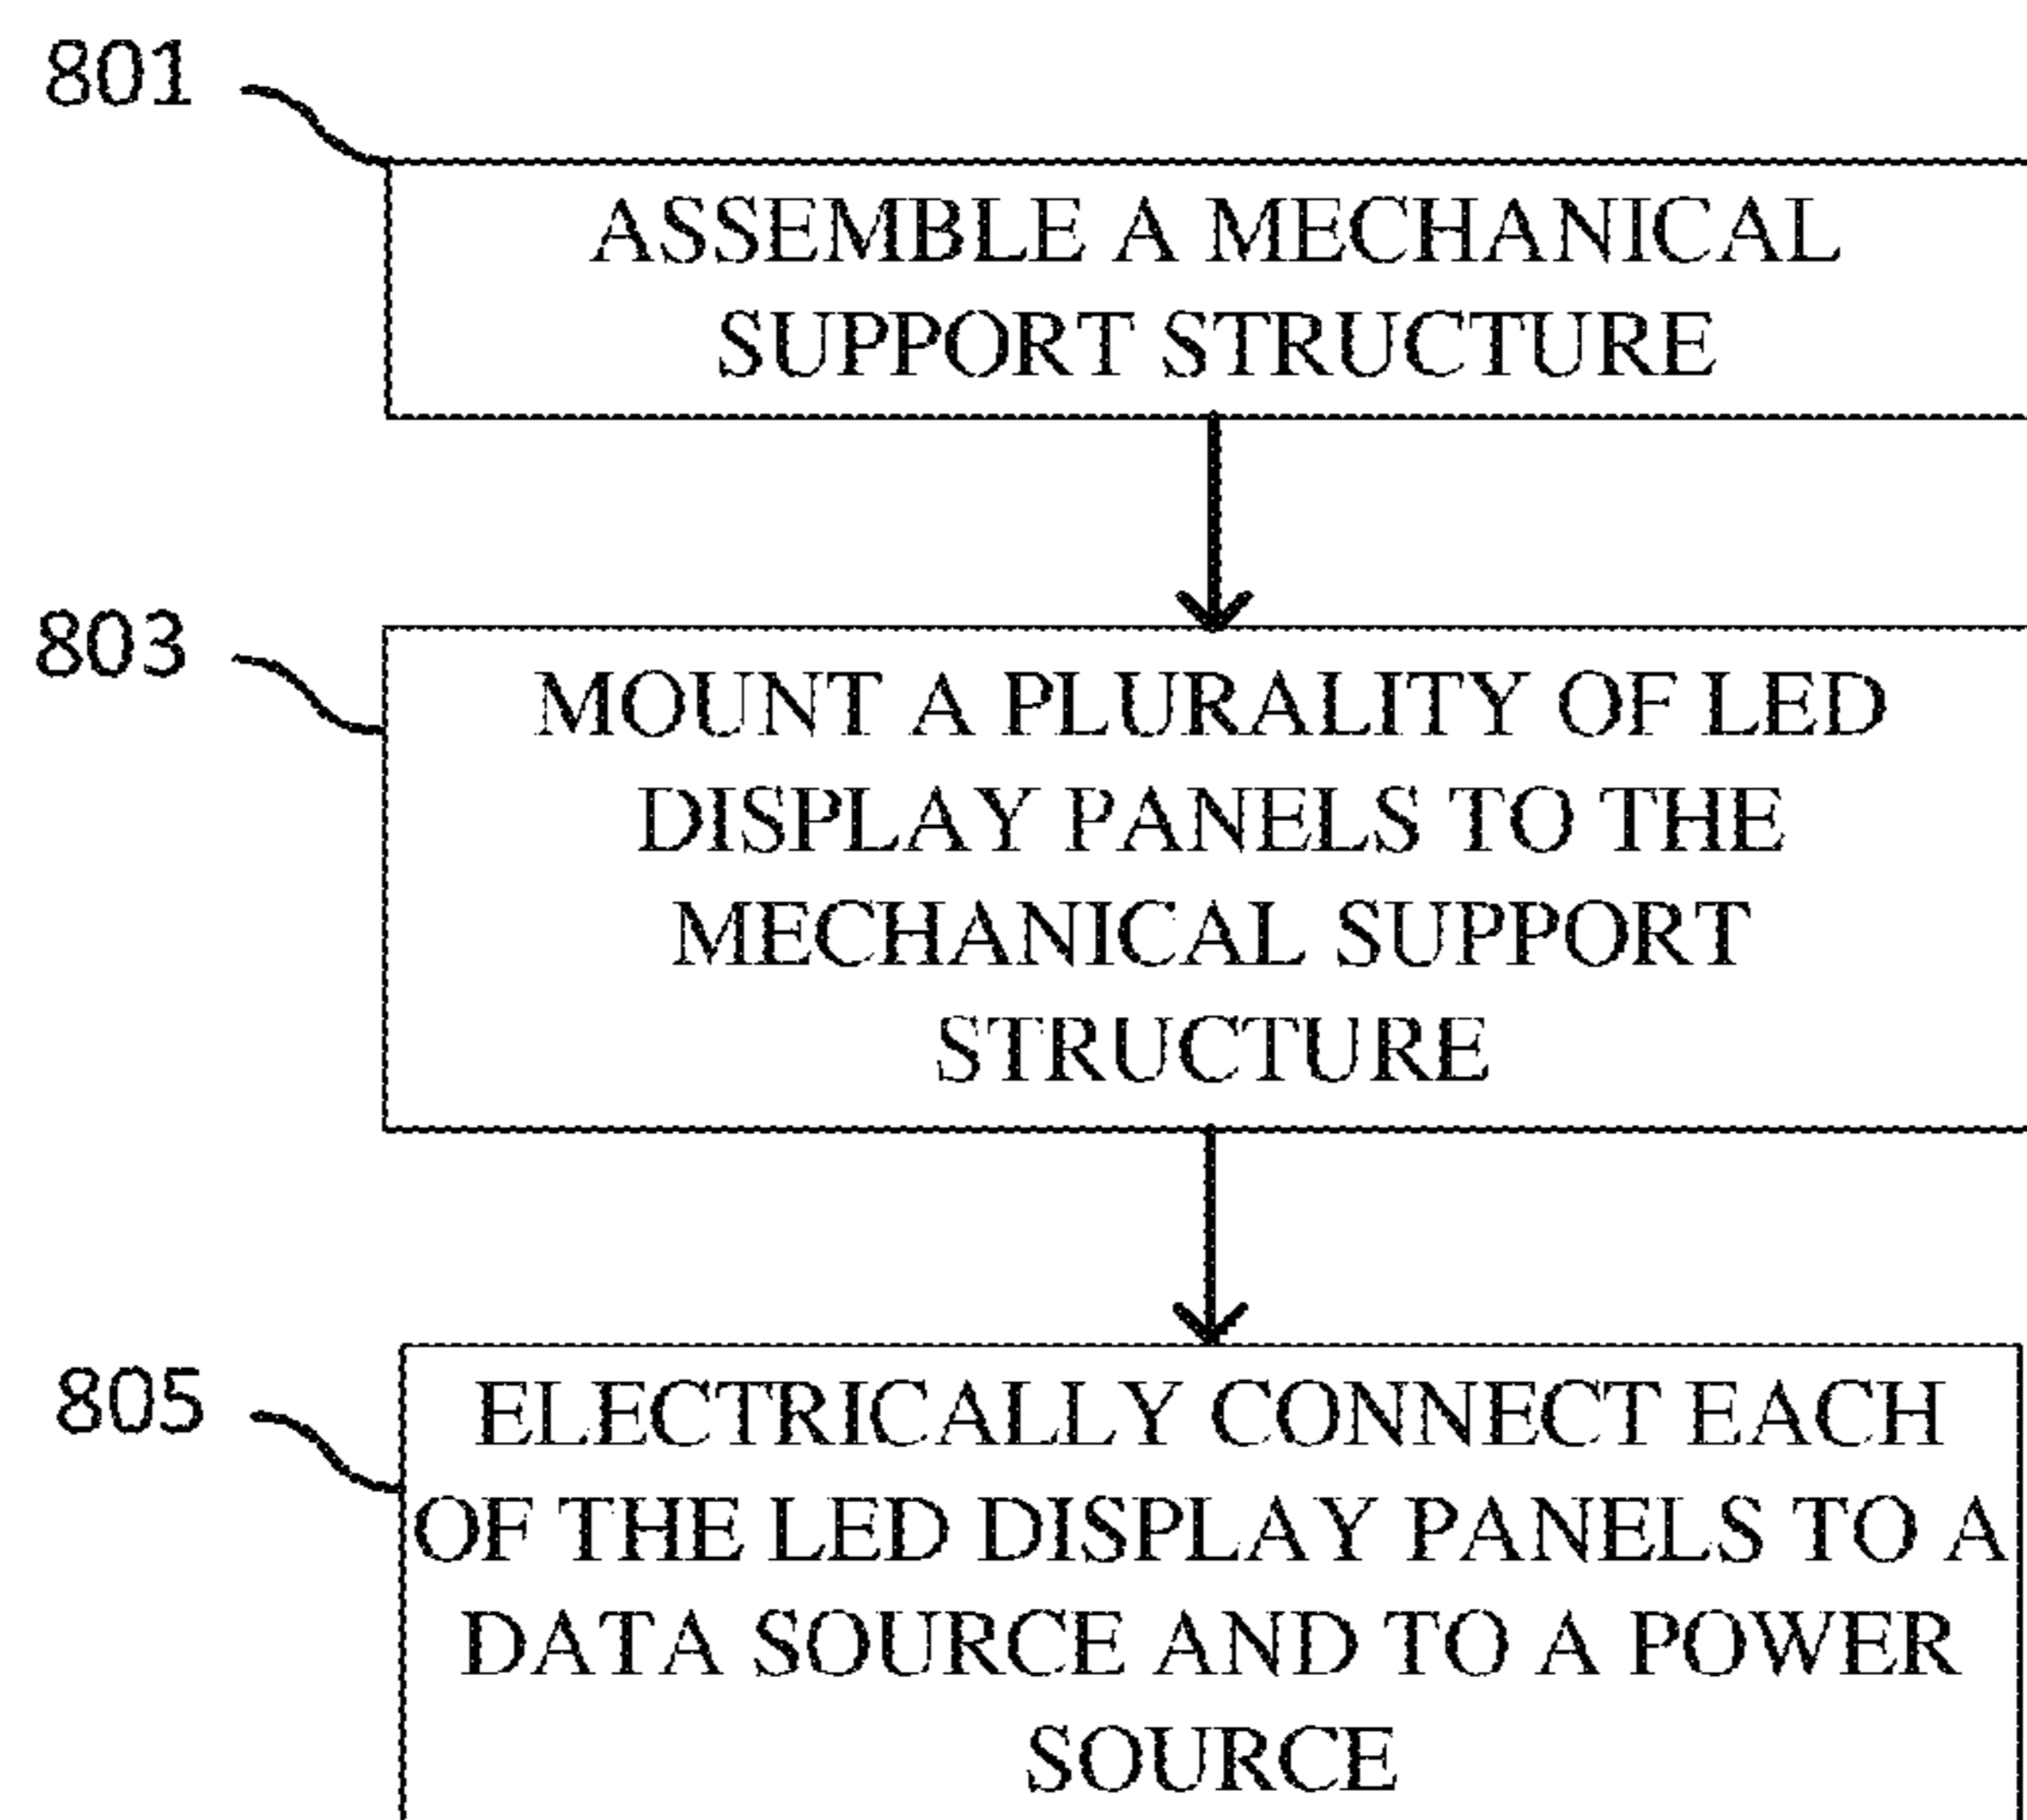 801
ASSEMBLE A MECHANICAL
SUPPORT STRUCTURE
803
MOUNT A PLURALITY OF LED
DISPLAY PANELS TO THE
MECHANICAL SUPPORT
STRUCTURE
805
ELECTRICALLY CONNECT EACH
OF THE LED DISPLAY PANELS TO A
DATA SOURCE AND TO A POWER
SOURCE